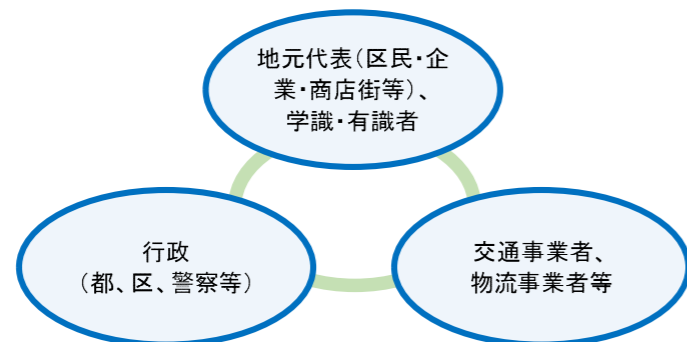 地元代表（区民・企
業・商店街等）、
学識・有識者
行政
（都、区、警察等）
交通事業者、
物流事業者等